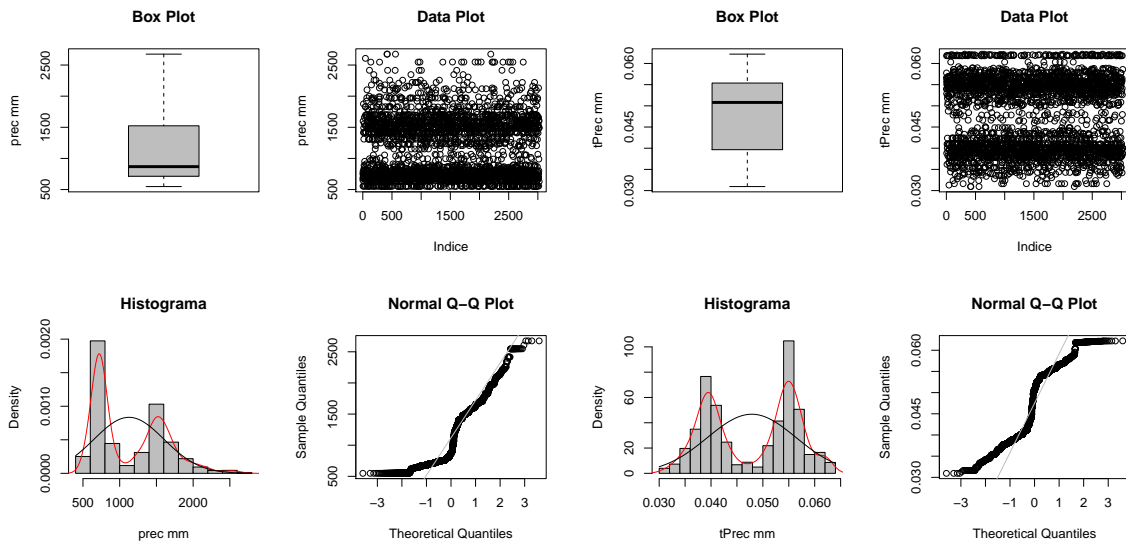 Box Plot
prec mm
500 1500 2500
Data Plot
prec mm
500 1500 2500
0 500 1500 2500
Indice
Box Plot
tPrec mm
0.030 0.045 0.060
Data Plot
tPrec mm
0.030 0.045 0.060
0 500 1500 2500
Indice
Histograma
Density
0.0000 0.0010 0.0020
500 1000 2000
prec mm
Normal Q−Q Plot
Sample Quantiles
500 1500 2500
−3 −1 0 1 2 3
Theoretical Quantiles
Histograma
Density
0 20 40 60 80 100
0.030 0.040 0.050 0.060
tPrec mm
Normal Q−Q Plot
Sample Quantiles
0.030 0.045 0.060
−3 −1 0 1 2 3
Theoretical Quantiles